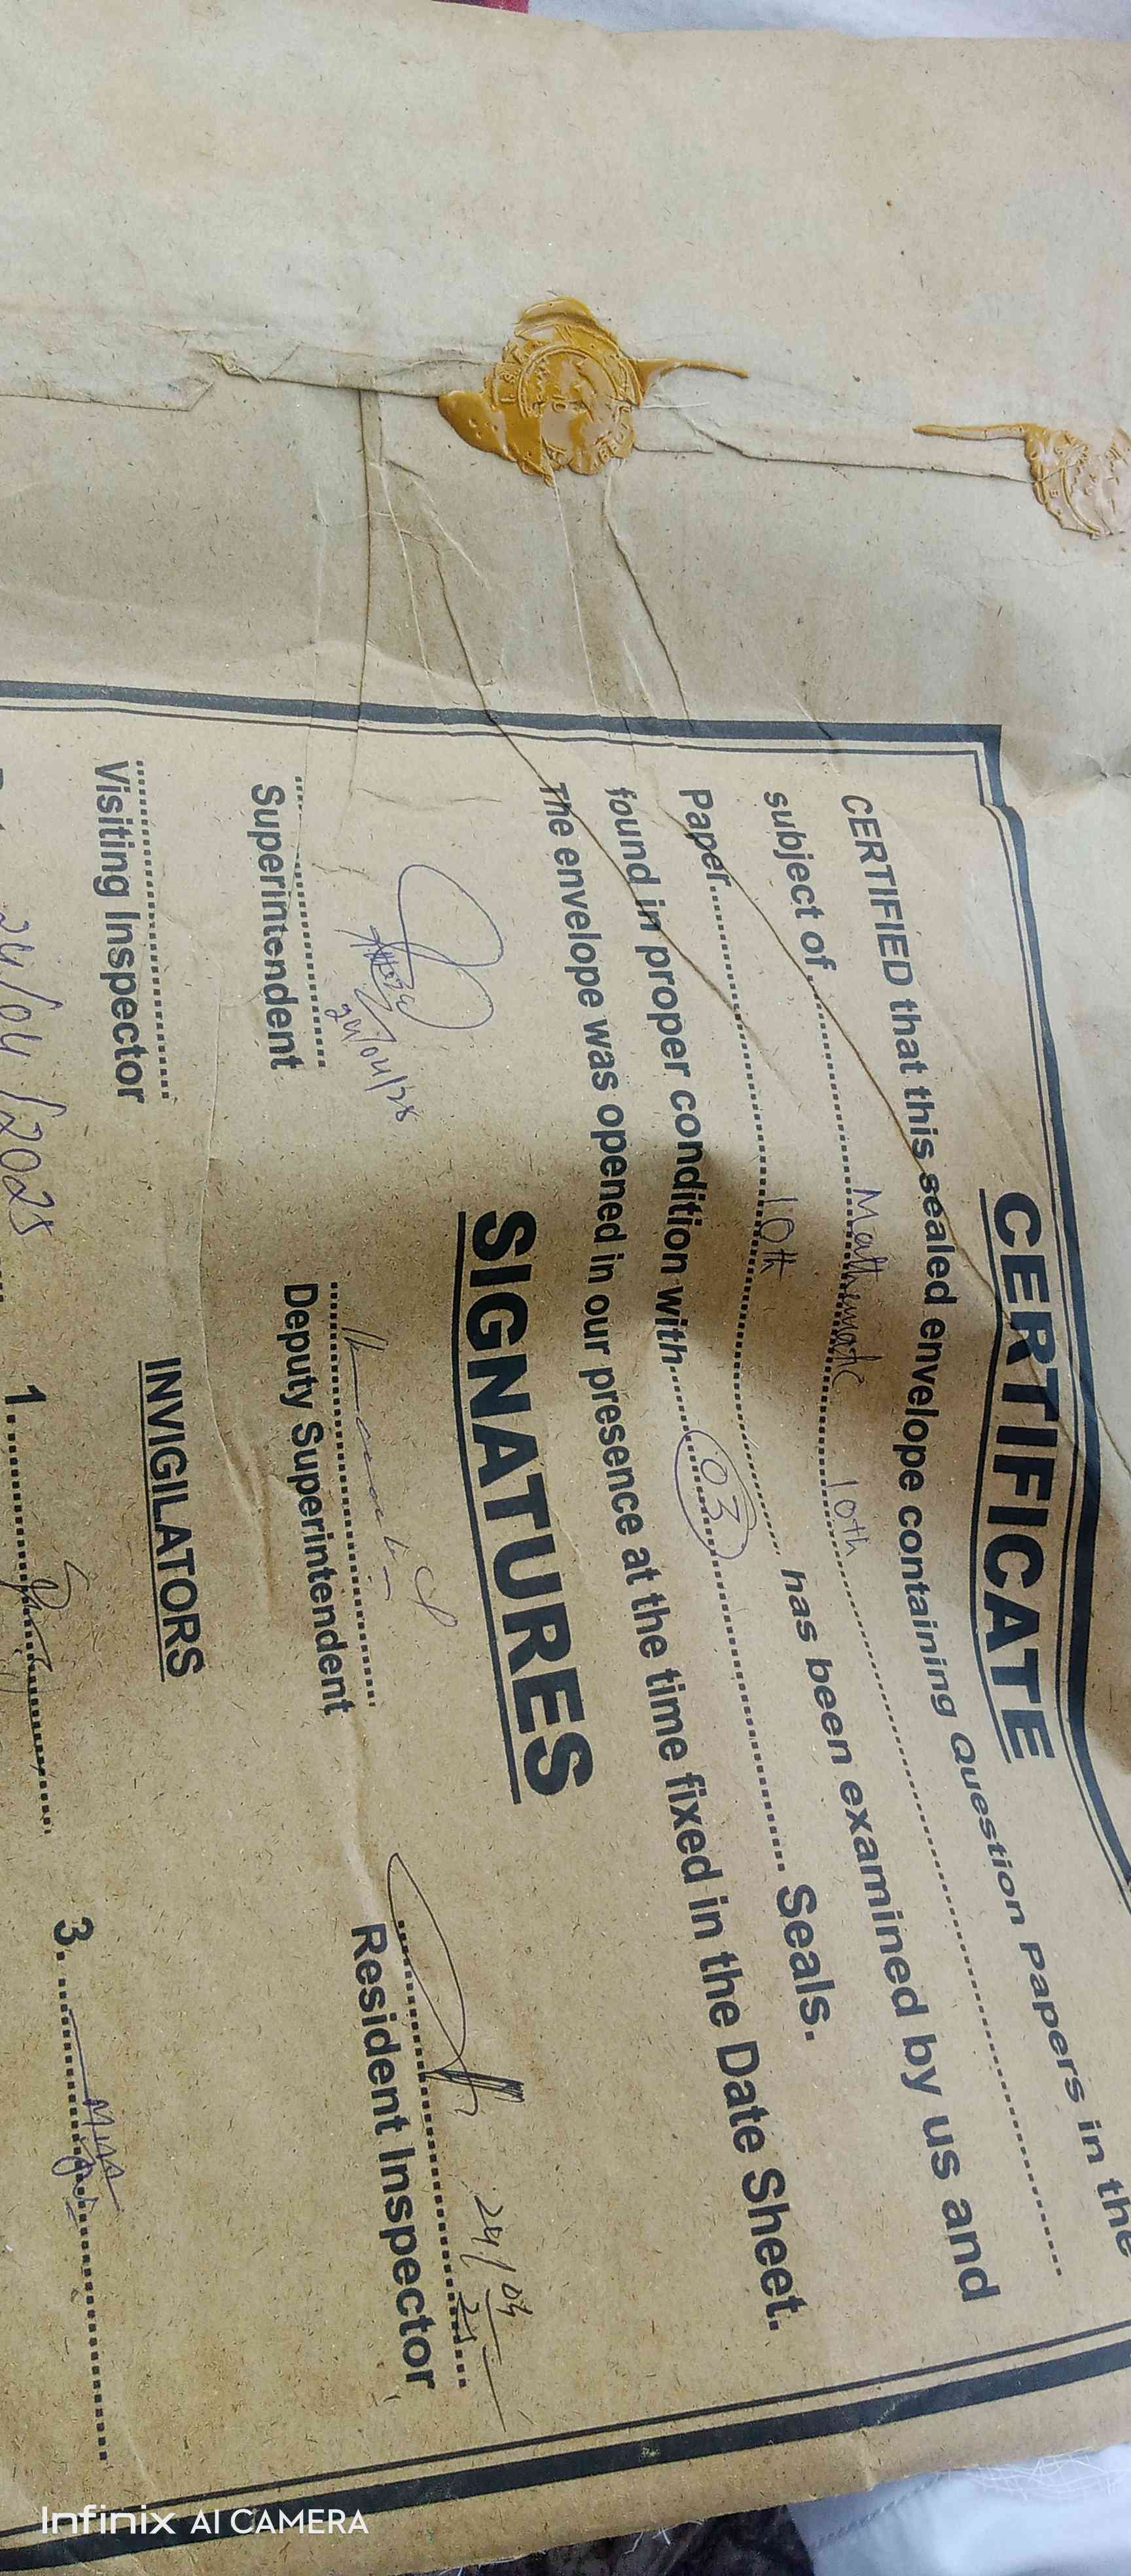 CERTIFICATE
CERTIFIED that this sealed envelope containing Question Papers in the
subject of Mathematic 10th
Paper 10th has been examined by us and
found in proper condition with 03 Seals.
The envelope was opened in our presence at the time fixed in the Date Sheet.
SIGNATURES
24/04/25
24/04
Superintendent Deputy Superintendent Resident Inspector
Visiting Inspector INVIGILATORS
24/04/2025 1. 3.
Infinix AI CAMERA